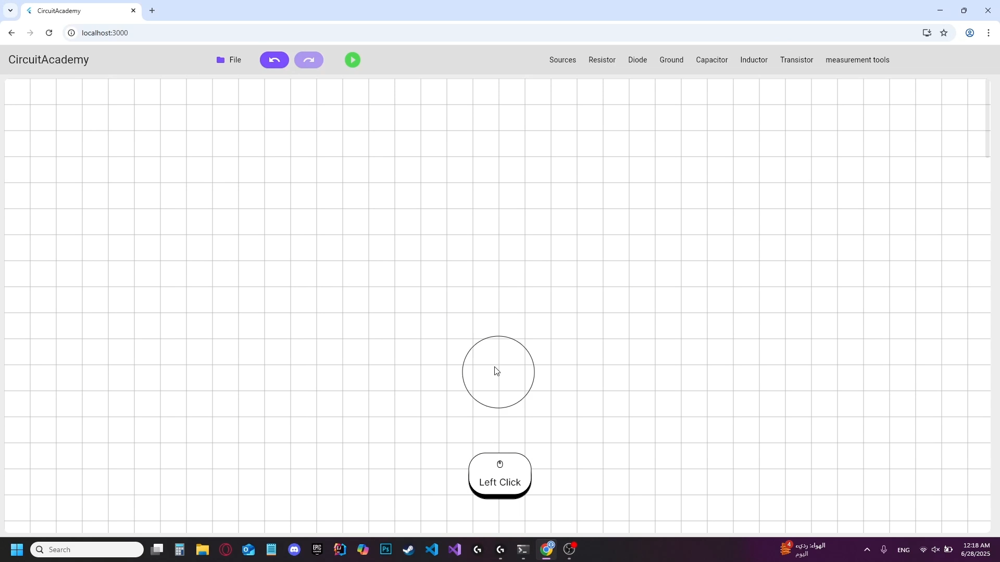 CircuitAcademy
localhost:3000
CircuitAcademy
File
Sources
Resistor
Diode
Ground
Capacitor
Inductor
Transistor
measurement tools
Left Click
Search
4
الهواء: رديء
اليوم
ENG
12:18 AM
6/28/2025